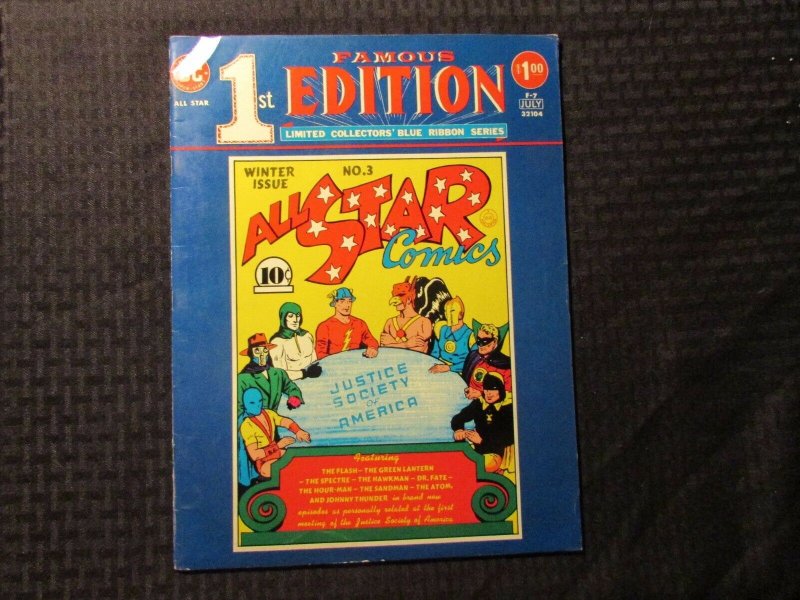 FAMOUS
1st EDITION
$1.00
ALL STAR
F-7
JULY
32104
LIMITED COLLECTORS' BLUE RIBBON SERIES
WINTER
ISSUE
NO.3
ALL STAR
Comics
10¢
JUSTICE
SOCIETY
of
AMERICA
Featuring
THE FLASH - THE GREEN LANTERN
- THE SPECTRE - THE HAWKMAN - DR. FATE -
THE HOUR-MAN - THE SANDMAN - THE ATOM,
AND JOHNNY THUNDER in brand new
episodes as personally related at the first
meeting of the Justice Society of America